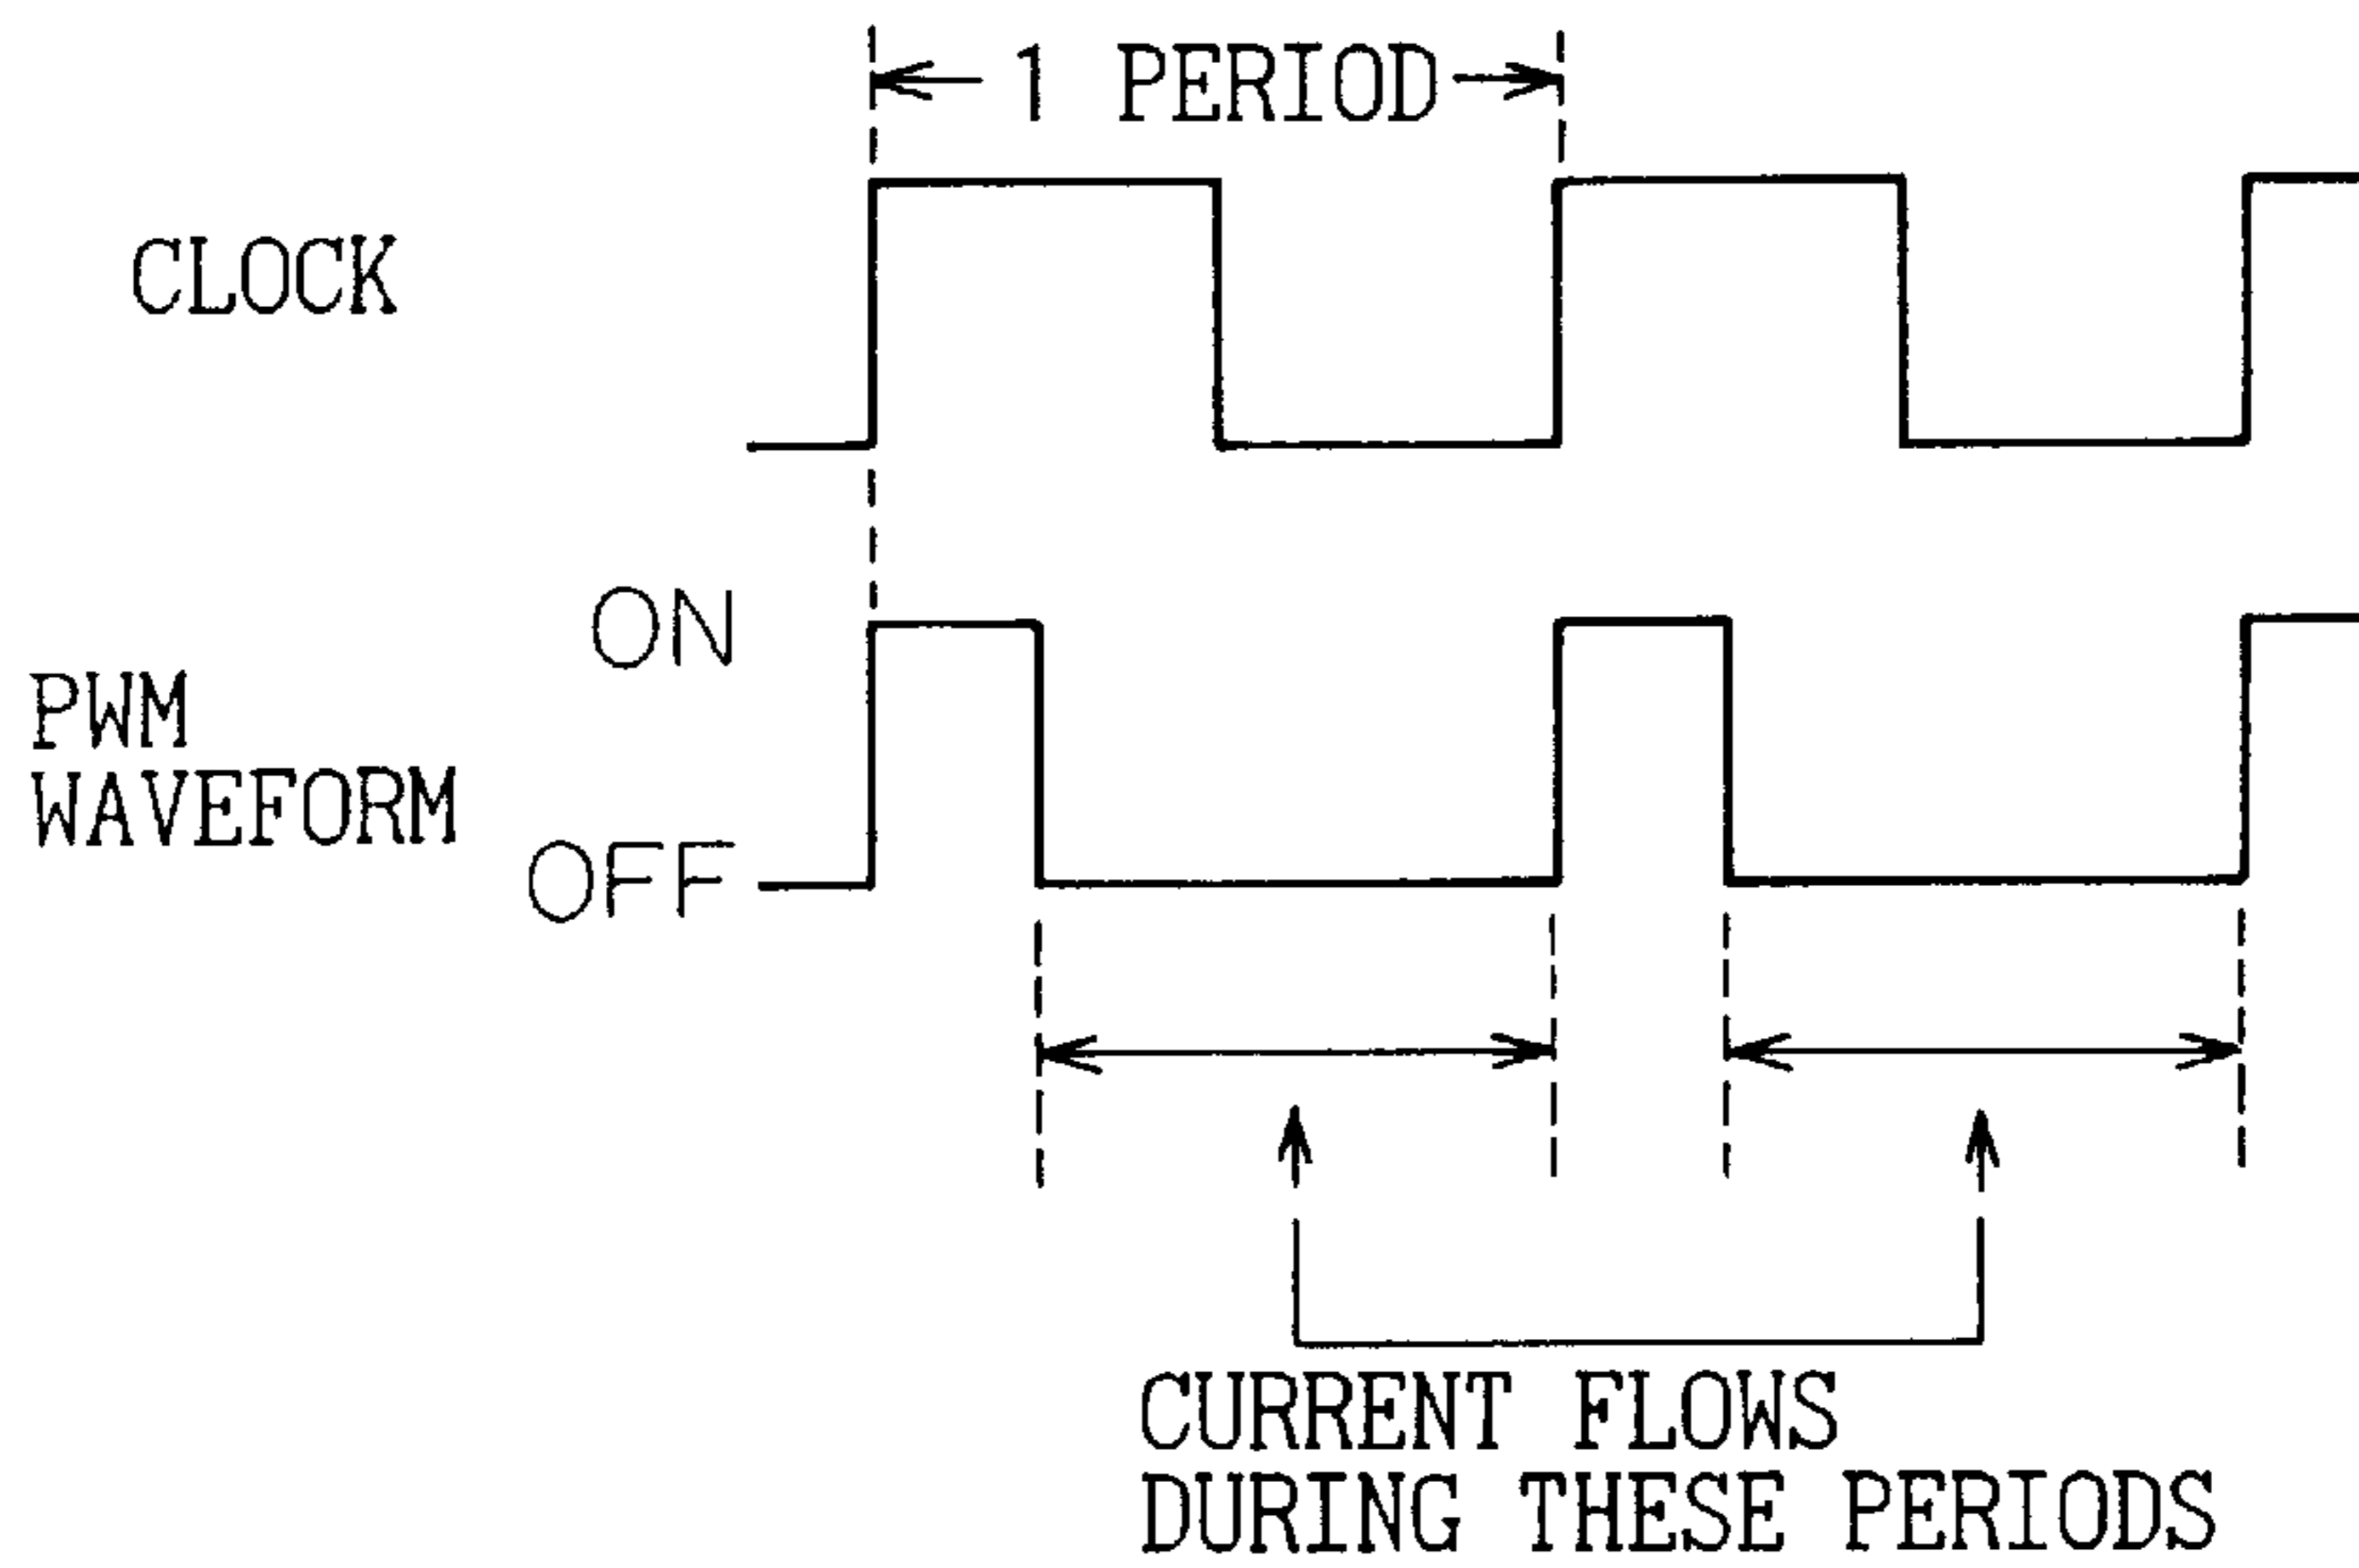 1 PERIOD
CLOCK
ON
PWM
WAVEFORM
OFF
CURRENT FLOWS
DURING THESE PERIODS